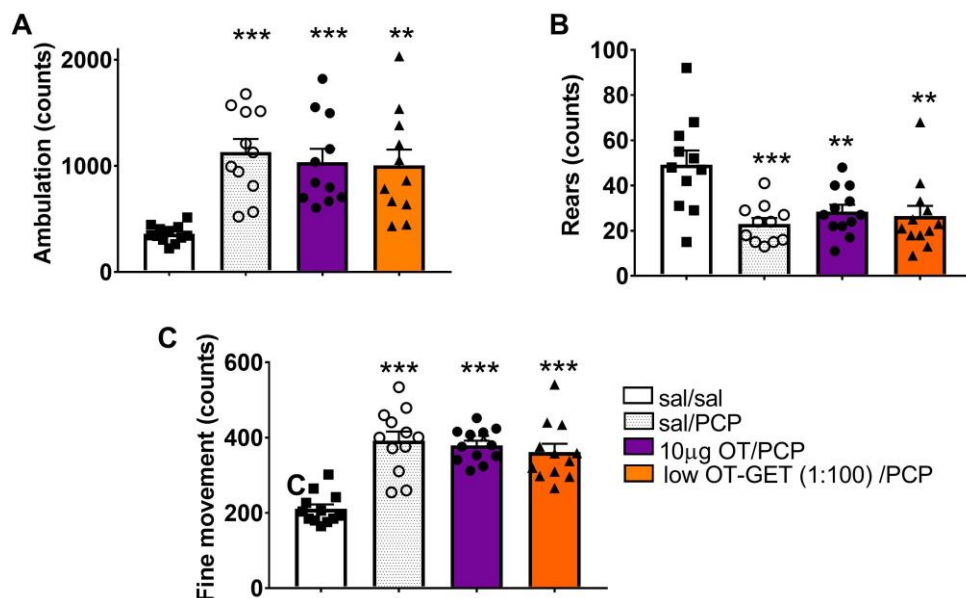 A
Ambulation (counts)
2000
1000
0
***
***
**
B
Rears (counts)
100
80
60
40
20
0
***
**
**
C
Fine movement (counts)
600
400
200
0
C
***
***
***
sal/sal
sal/PCP
10µg OT/PCP
low OT-GET (1:100) /PCP